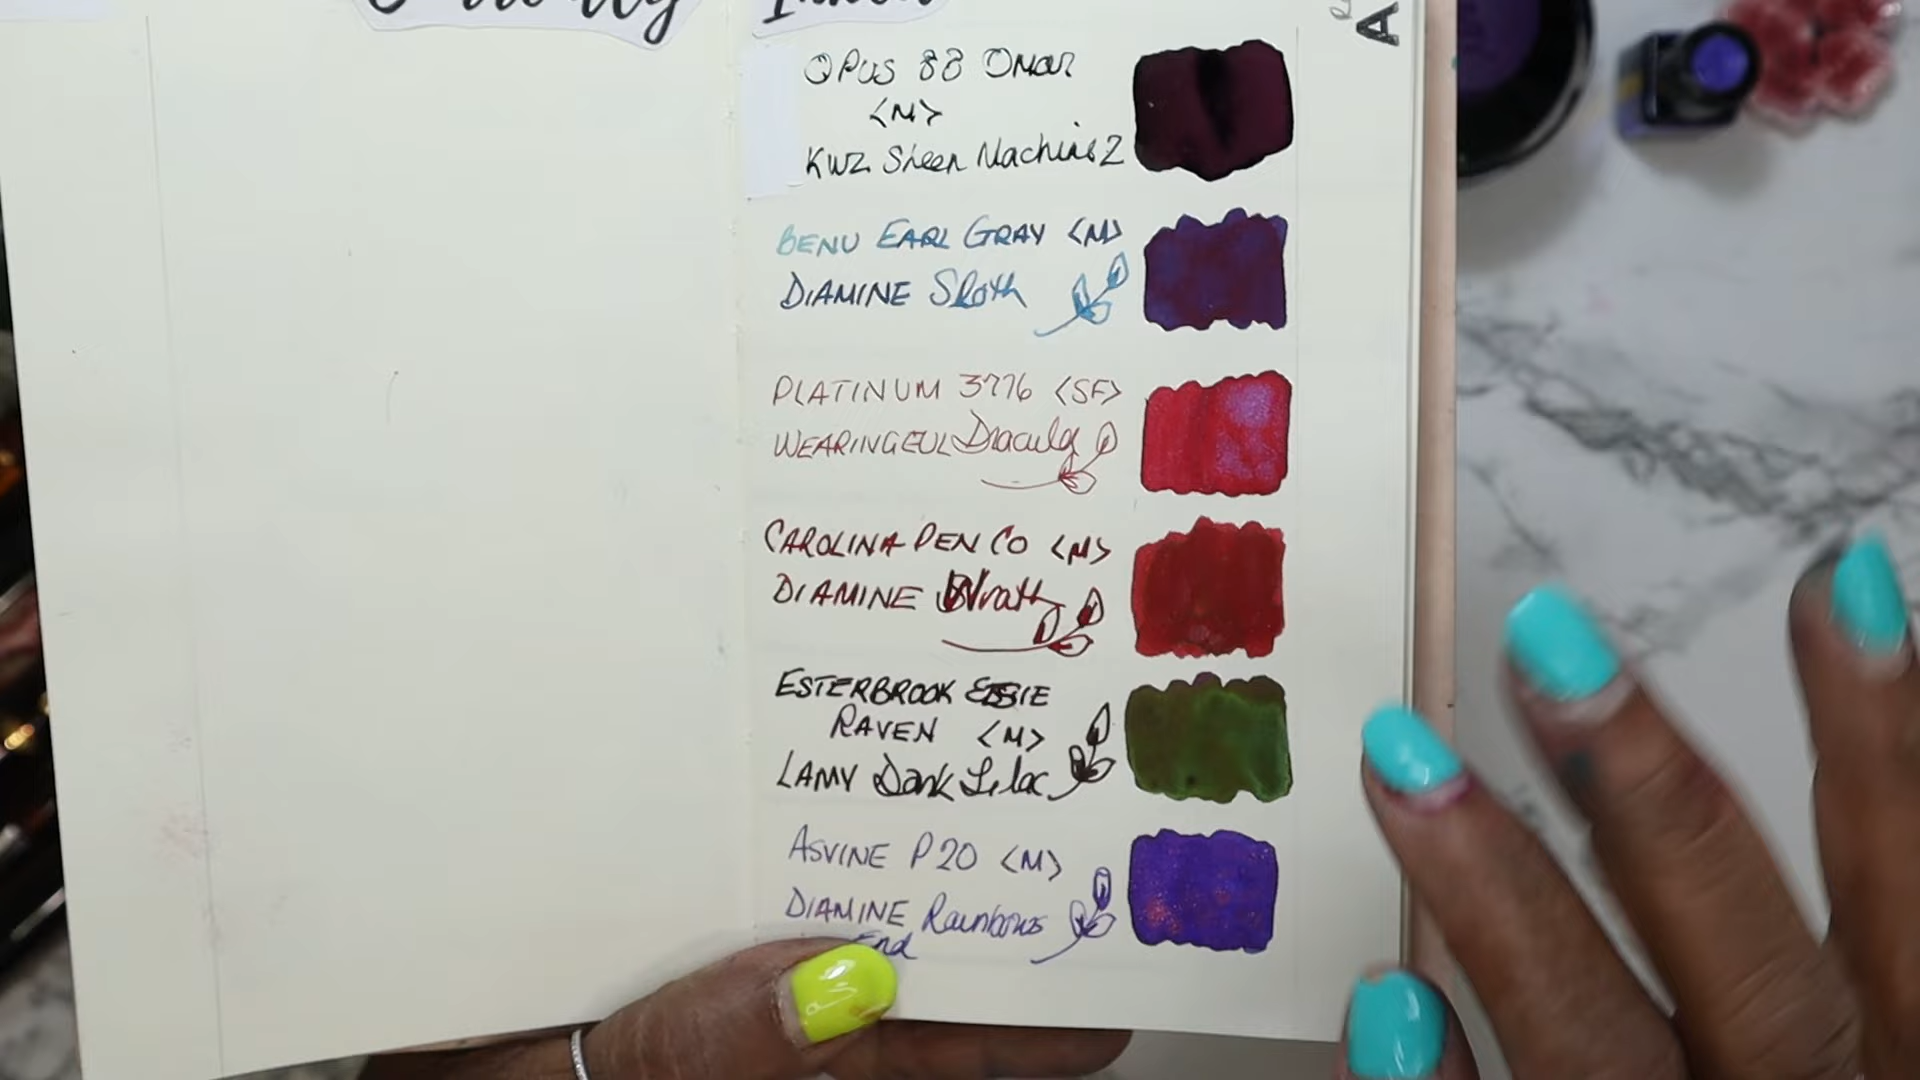 OPUS 88 Omar
<M>
KWZ Sheen Machine 2
BENU EARL GRAY <M>
DIAMINE Sloth
PLATINUM 3776 <SF>
WEARINGEUL Dracula
CAROLINA PEN CO <M>
DIAMINE Wrath
ESTERBROOK ESSIE
RAVEN <M>
LAMY Dark Lilac
ASVINE P20 <M>
DIAMINE Rainbows
End
A